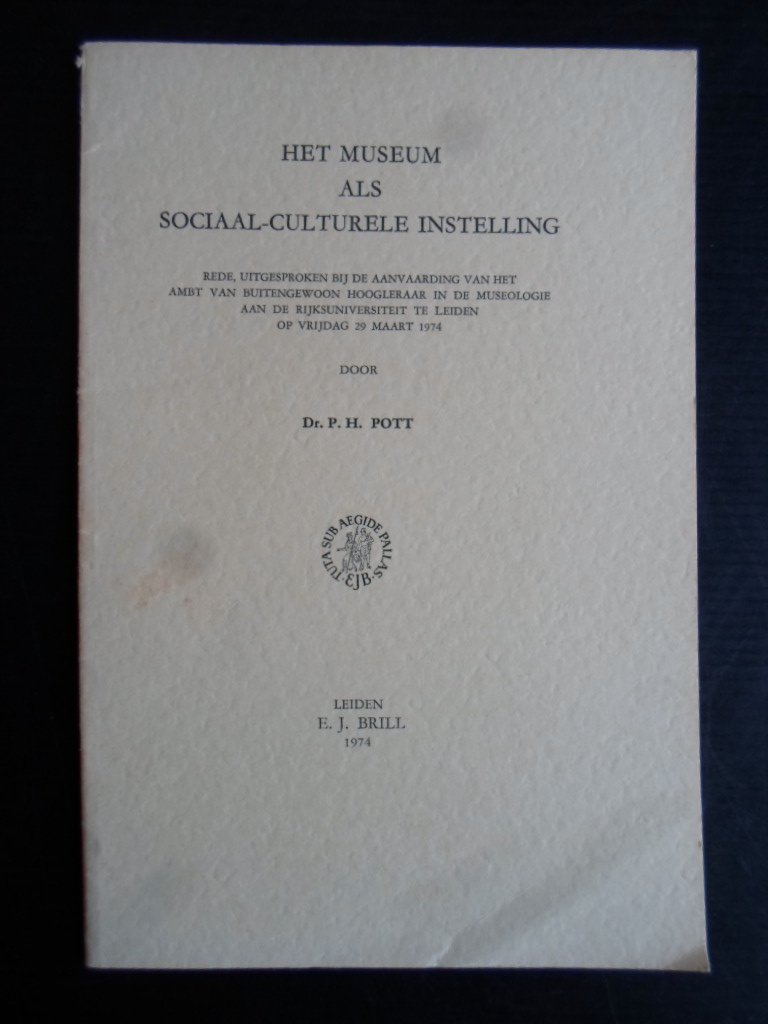 HET MUSEUM
ALS
SOCIAAL-CULTURELE INSTELLING
REDE, UITGESPROKEN BIJ DE AANVAARDING VAN HET
AMBT VAN BUITENGEWOON HOOGLERAAR IN DE MUSEOLOGIE
AAN DE RIJKSUNIVERSITEIT TE LEIDEN
OP VRIJDAG 29 MAART 1974
DOOR
Dr. P. H. POTT
TUTA SUB AEGIDE PALLAS
EJB
LEIDEN
E. J. BRILL
1974